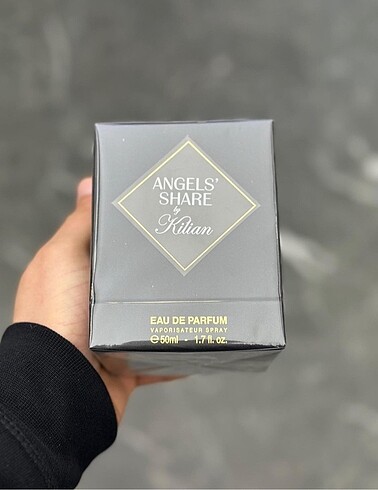 ANGELS'
SHARE
by
Kilian
EAU DE PARFUM
VAPORISATEUR SPRAY
℮ 50ml - 1.7 fl. oz.